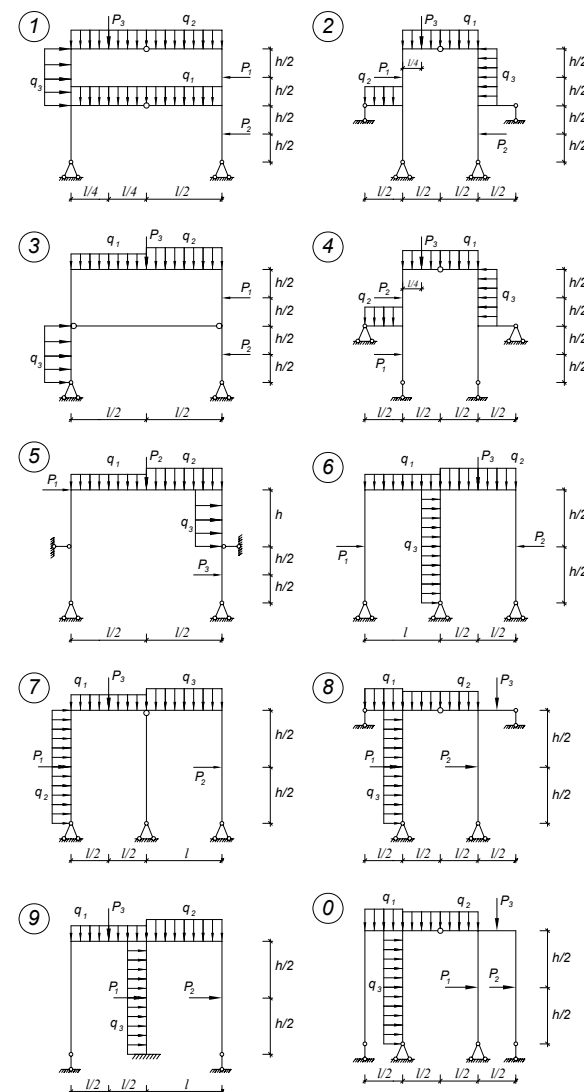 1 P₃ q₂
q₃ q₁ P₁ h/2
h/2
P₂ h/2
h/2
l/4 l/4 l/2
2 P₃ q₁
P₁ l/4 q₃ h/2
q₂ h/2
P₂ h/2
h/2
l/2 l/2 l/2 l/2
3 q₁ P₃ q₂
P₁ h/2
h/2
q₃ P₂ h/2
h/2
l/2 l/2
4 P₃ q₁
q₂ P₂ l/4 q₃ h/2
h/2
P₁ h/2
h/2
l/2 l/2 l/2 l/2
5 P₁ q₁ P₂ q₂
q₃ h
P₃ h/2
h/2
l/2 l/2
6 q₁ P₃ q₂
h/2
P₁ q₃ P₂
h/2
l l/2 l/2
7 q₁ P₃ q₃
h/2
P₁ P₂
q₂ h/2
l/2 l/2 l
8 q₁ q₂ P₃
h/2
P₁ P₂
q₃ h/2
l/2 l/2 l/2 l/2
9 q₁ P₃ q₂
h/2
P₁ P₂
q₃ h/2
l/2 l/2 l
0 q₁ q₂ P₃
h/2
q₃ P₁ P₂
h/2
l/2 l/2 l/2 l/2